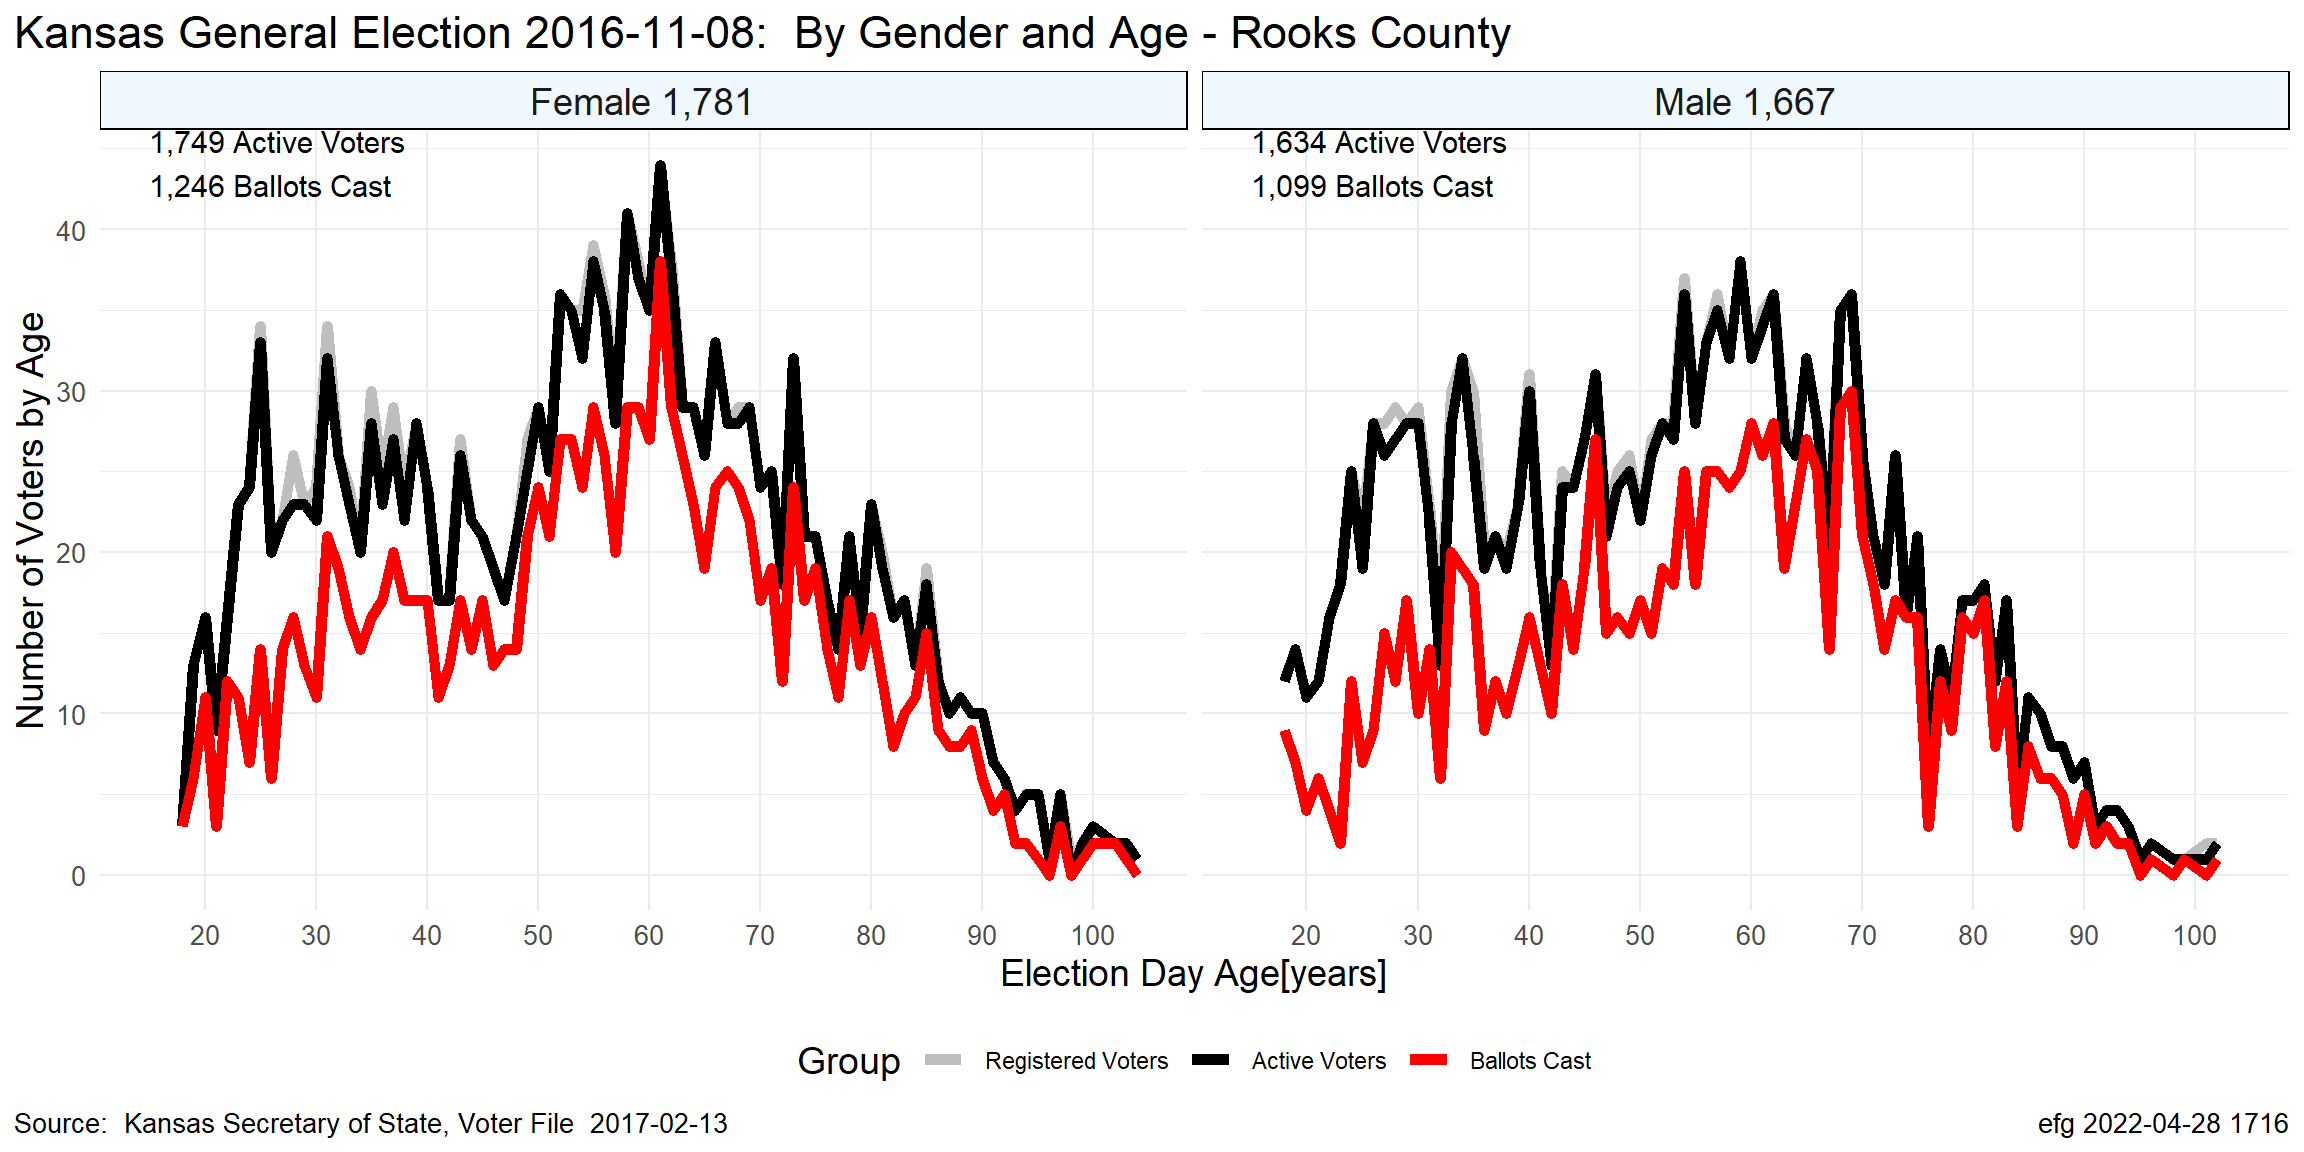 Kansas General Election 2016-11-08:  By Gender and Age - Rooks County
Female 1,781
Male 1,667
1,749 Active Voters
1,246 Ballots Cast
1,634 Active Voters
1,099 Ballots Cast
Number of Voters by Age
40
30
20
10
0
20 30 40 50 60 70 80 90 100
20 30 40 50 60 70 80 90 100
Election Day Age[years]
Group Registered Voters Active Voters Ballots Cast
Source:  Kansas Secretary of State, Voter File  2017-02-13
efg 2022-04-28 1716